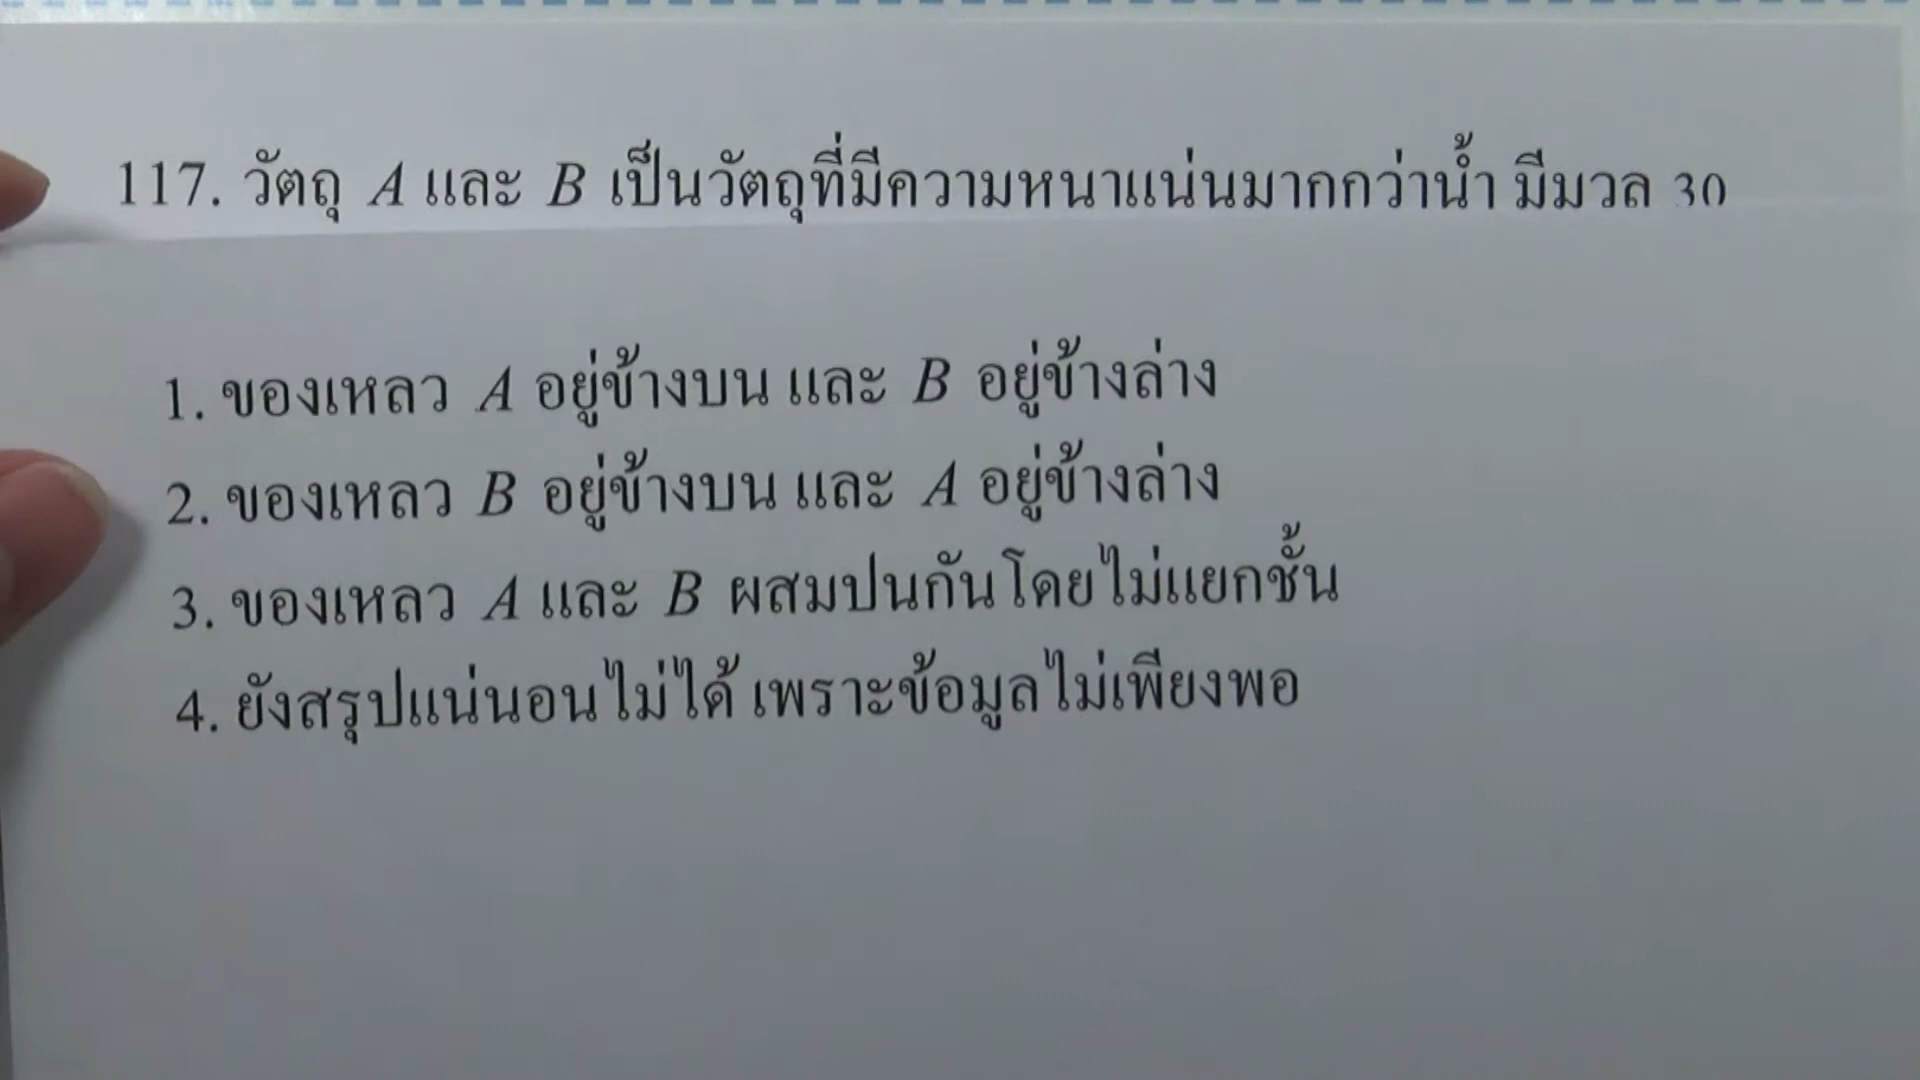 117. วัตถุ A และ B เป็นวัตถุที่มีความหนาแน่นมากกว่าน้ำ มีมวล 30
1. ของเหลว A อยู่ข้างบน และ B อยู่ข้างล่าง
2. ของเหลว B อยู่ข้างบน และ A อยู่ข้างล่าง
3. ของเหลว A และ B ผสมปนกันโดยไม่แยกชั้น
4. ยังสรุปแน่นอนไม่ได้ เพราะข้อมูลไม่เพียงพอ